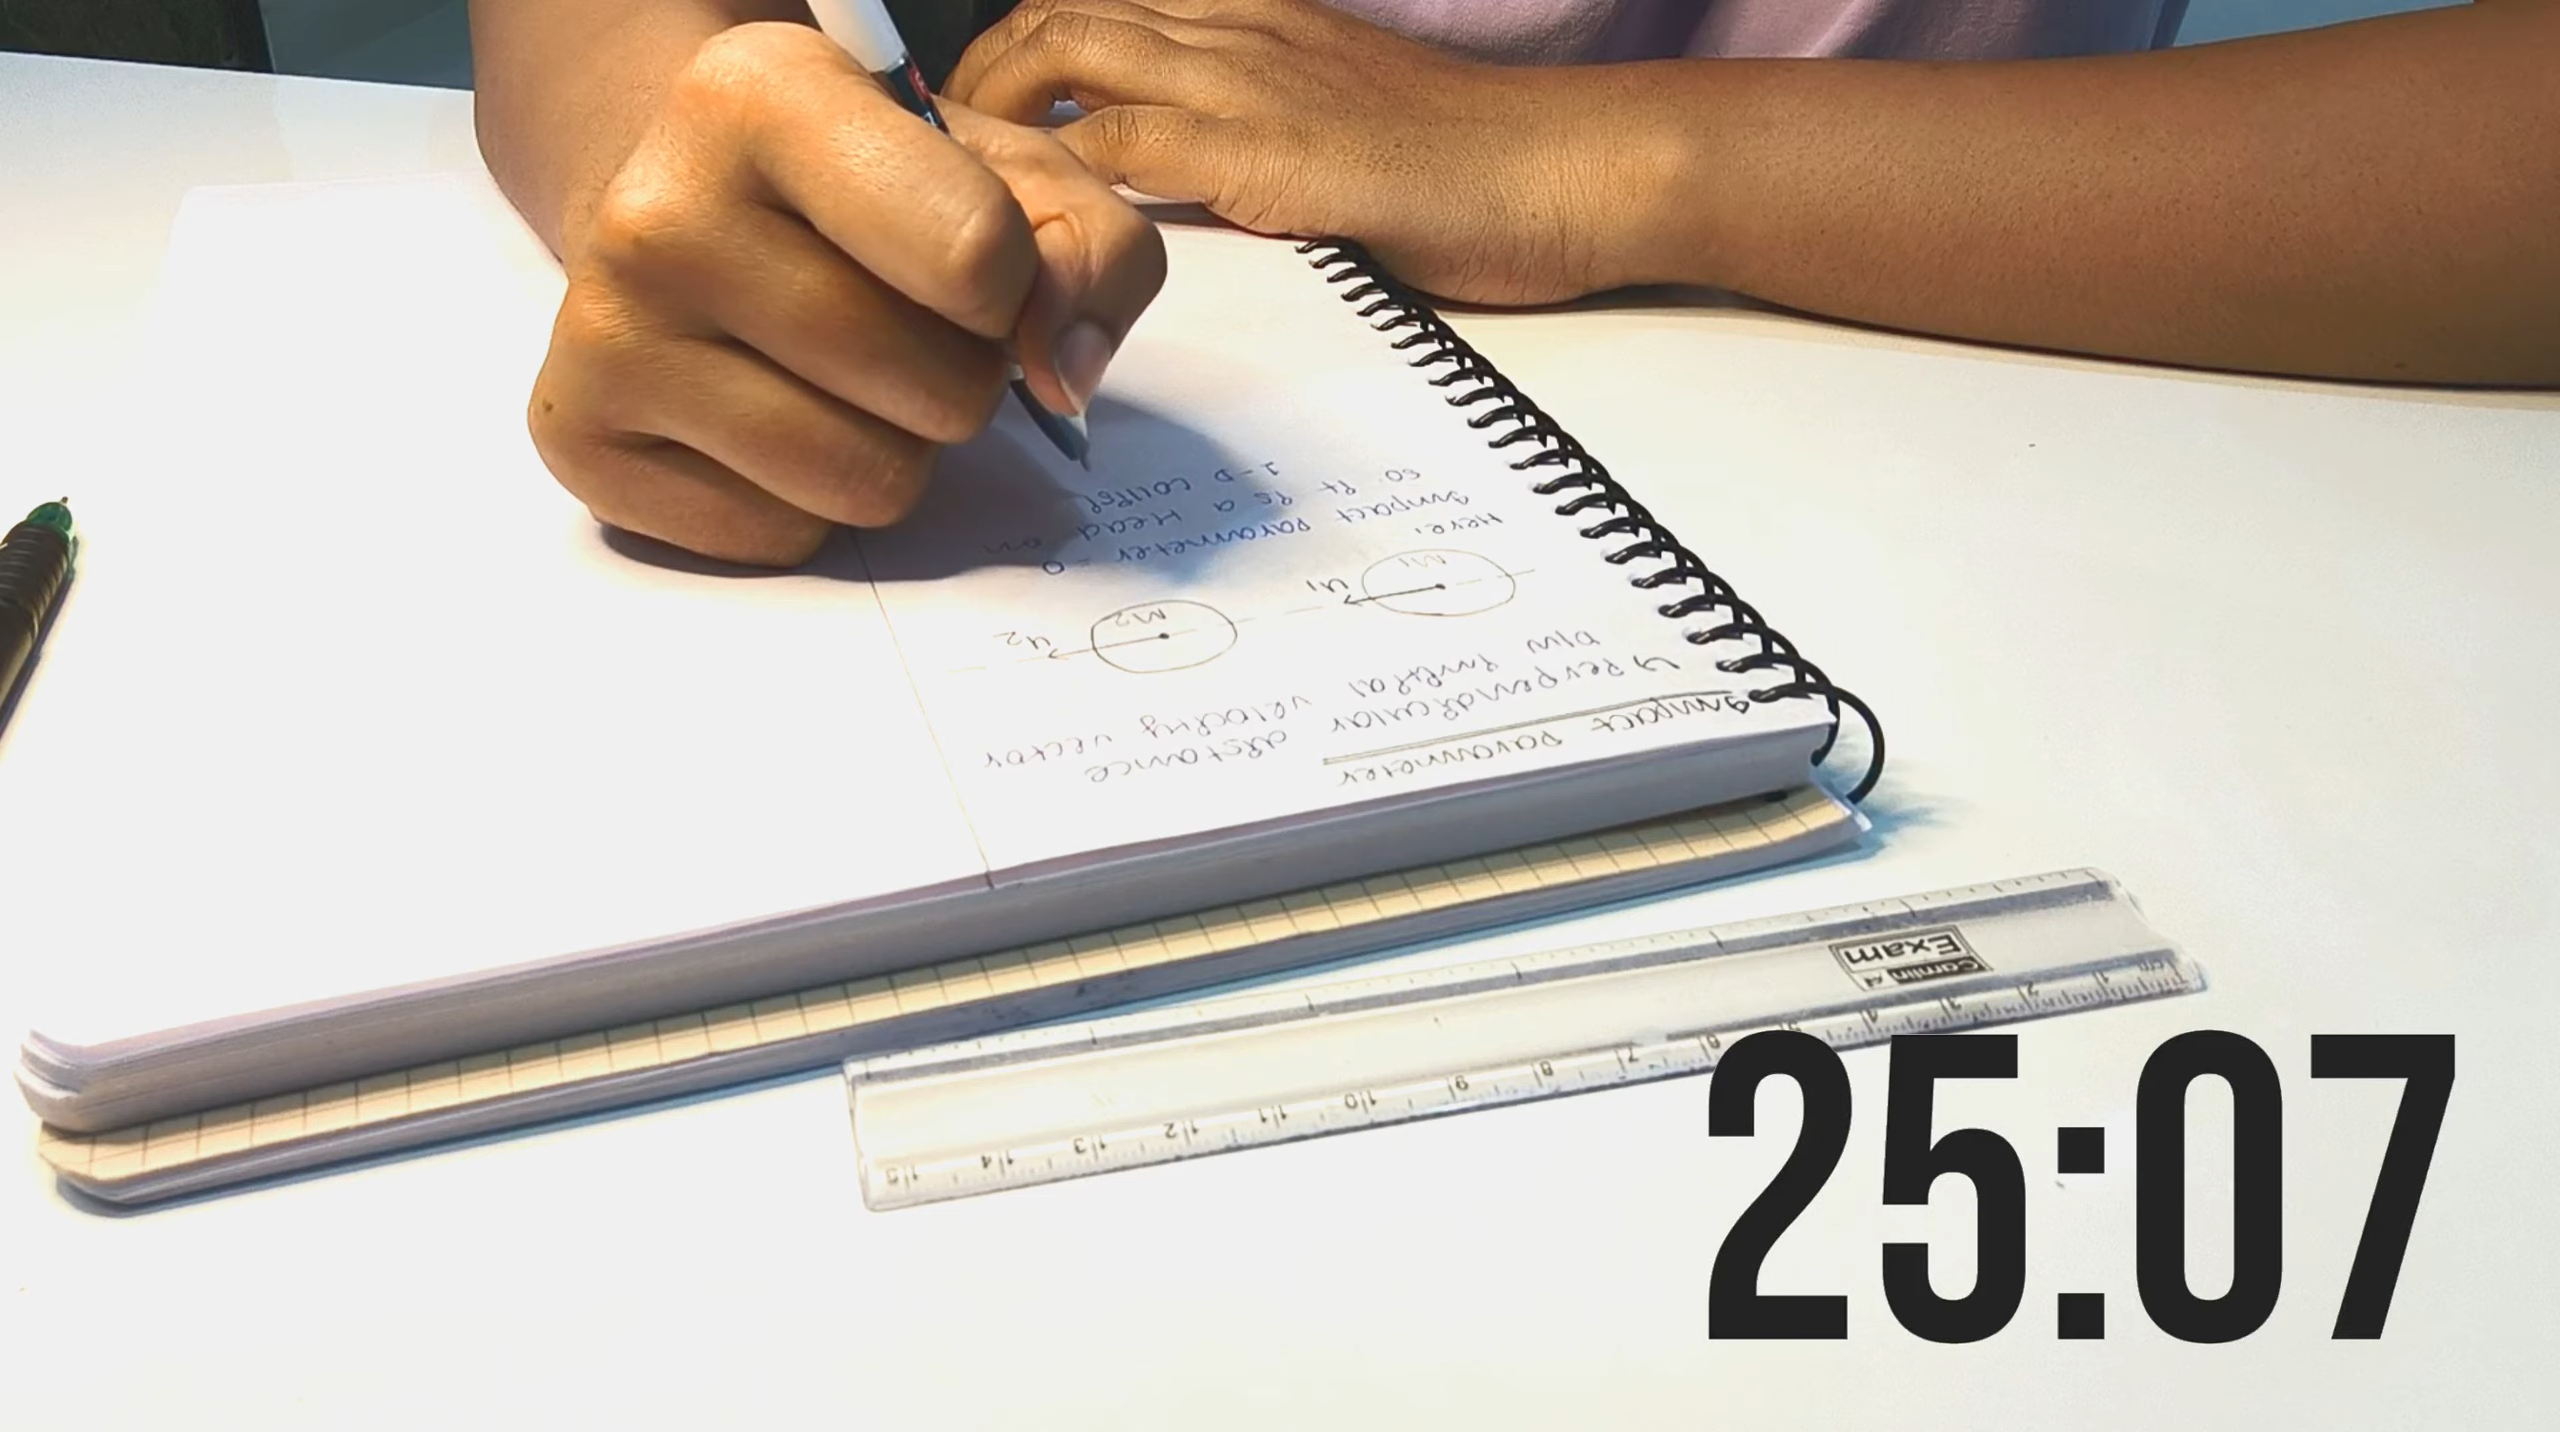 Impact Parameter
↳ Perpendicular distance
b/w initial velocity vector
M1
u1
M2
u2
Here,
Impact Parameter = 0
so, it is a Head on
1-D collisi
Camlin
Exam
cm 1 2 3 4 5 6 7 8 9 10 11 12 13 14 15
25:07